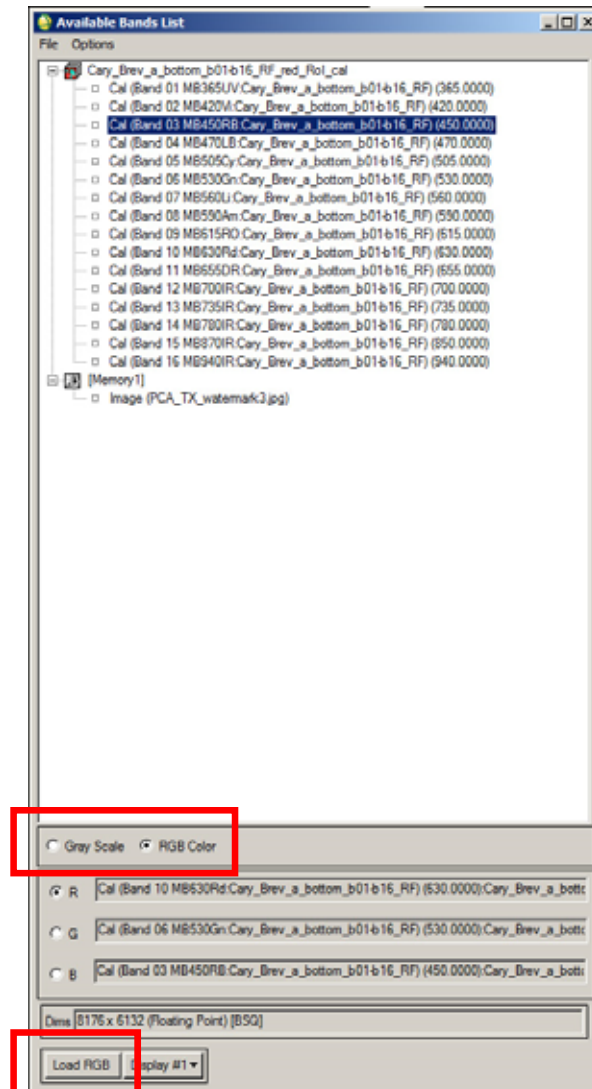 Available Bands List
File Options
Cary_Brev_a_bottom_b01-b16_RF_red_RoI_cal
Cal (Band 01 MB365UV:Cary_Brev_a_bottom_b01-b16_RF) (365.0000)
Cal (Band 02 MB420Vi:Cary_Brev_a_bottom_b01-b16_RF) (420.0000)
Cal (Band 03 MB450RB:Cary_Brev_a_bottom_b01-b16_RF) (450.0000)
Cal (Band 04 MB470LB:Cary_Brev_a_bottom_b01-b16_RF) (470.0000)
Cal (Band 05 MB505Cy:Cary_Brev_a_bottom_b01-b16_RF) (505.0000)
Cal (Band 06 MB530Gn:Cary_Brev_a_bottom_b01-b16_RF) (530.0000)
Cal (Band 07 MB560Li:Cary_Brev_a_bottom_b01-b16_RF) (560.0000)
Cal (Band 08 MB590Am:Cary_Brev_a_bottom_b01-b16_RF) (590.0000)
Cal (Band 09 MB615RO:Cary_Brev_a_bottom_b01-b16_RF) (615.0000)
Cal (Band 10 MB630Rd:Cary_Brev_a_bottom_b01-b16_RF) (630.0000)
Cal (Band 11 MB655DR:Cary_Brev_a_bottom_b01-b16_RF) (655.0000)
Cal (Band 12 MB700IR:Cary_Brev_a_bottom_b01-b16_RF) (700.0000)
Cal (Band 13 MB735IR:Cary_Brev_a_bottom_b01-b16_RF) (735.0000)
Cal (Band 14 MB780IR:Cary_Brev_a_bottom_b01-b16_RF) (780.0000)
Cal (Band 15 MB870IR:Cary_Brev_a_bottom_b01-b16_RF) (850.0000)
Cal (Band 16 MB940IR:Cary_Brev_a_bottom_b01-b16_RF) (940.0000)
[Memory1]
Image (PCA_TX_watermark3.jpg)
Gray Scale RGB Color
R Cal (Band 10 MB630Rd:Cary_Brev_a_bottom_b01-b16_RF) (630.0000):Cary_Brev_a_botto
G Cal (Band 06 MB530Gn:Cary_Brev_a_bottom_b01-b16_RF) (530.0000):Cary_Brev_a_botto
B Cal (Band 03 MB450RB:Cary_Brev_a_bottom_b01-b16_RF) (450.0000):Cary_Brev_a_botto
Dims 8176 x 6132 (Floating Point) [BSQ]
Load RGB Display #1